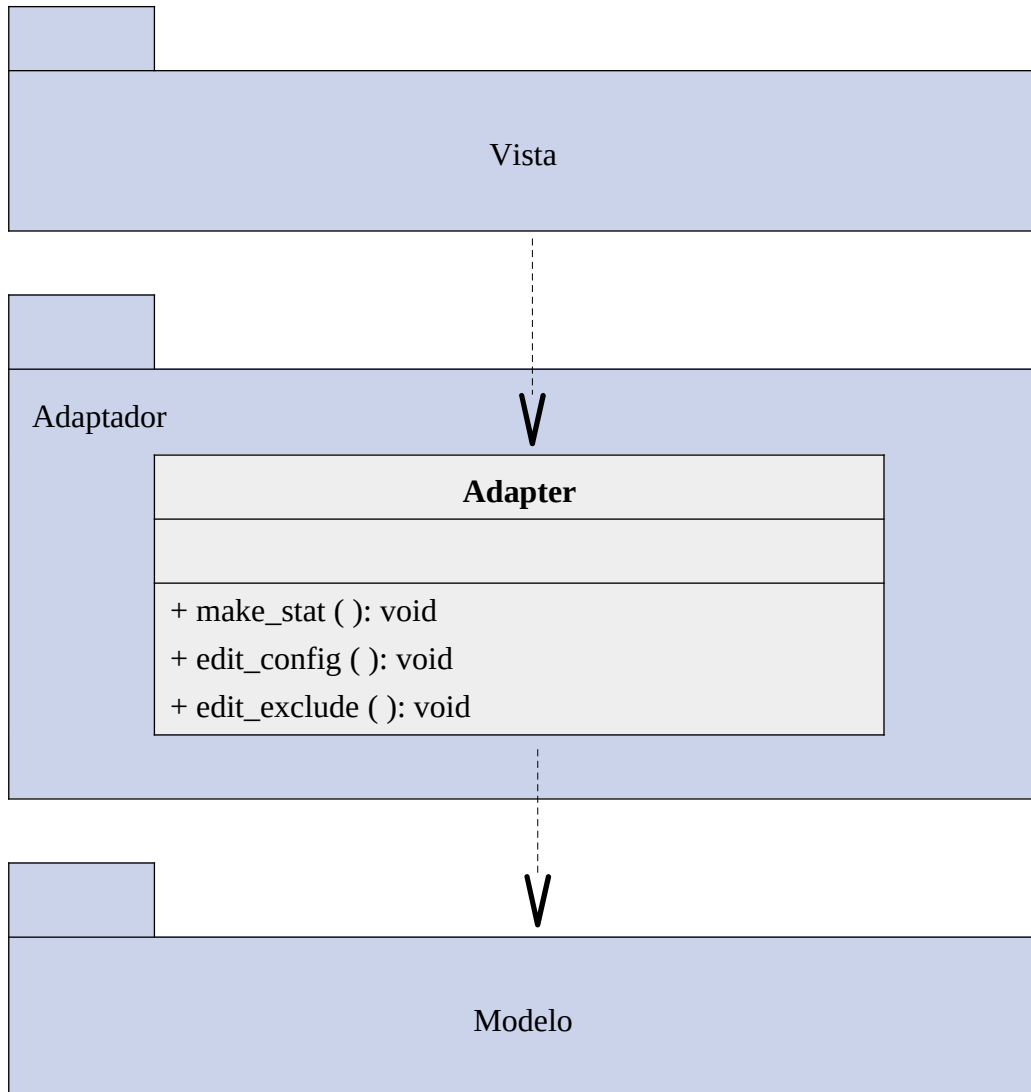 Vista
Adaptador
Adapter
+ make_stat ( ): void
+ edit_config ( ): void
+ edit_exclude ( ): void
Modelo